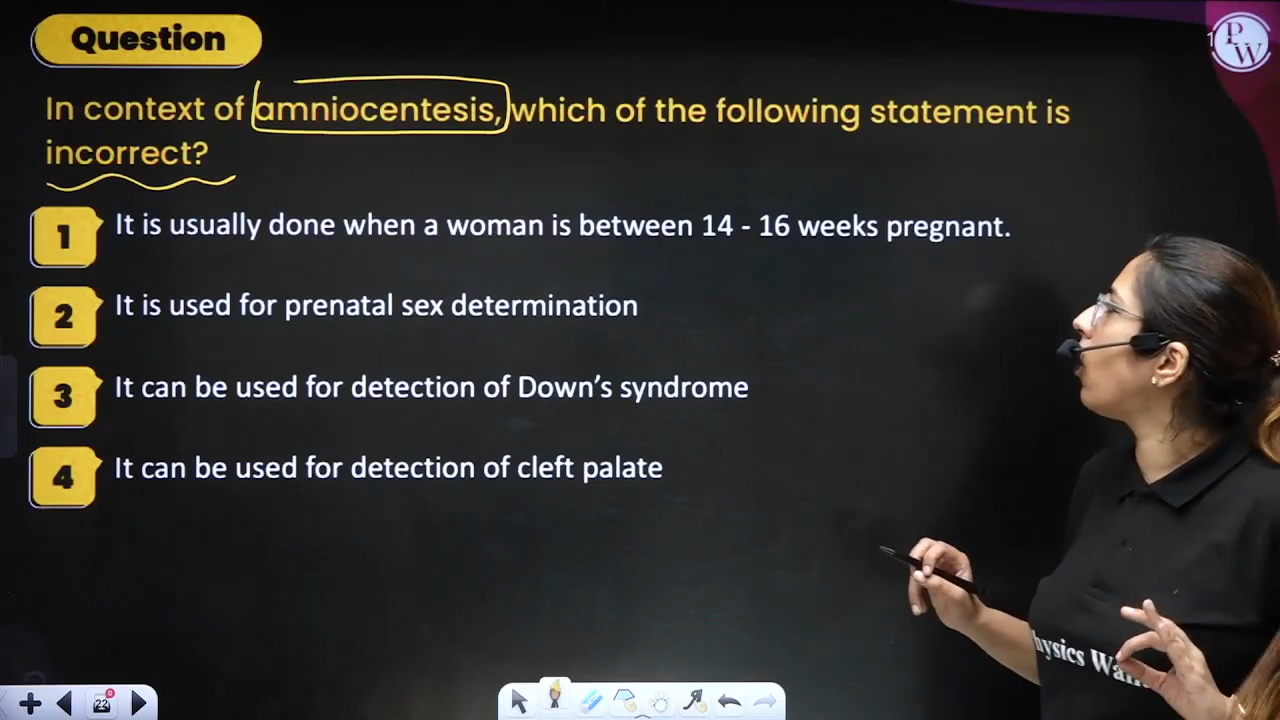 Question
PW
In context of amniocentesis, which of the following statement is
incorrect?
1 It is usually done when a woman is between 14 - 16 weeks pregnant.
2 It is used for prenatal sex determination
3 It can be used for detection of Down's syndrome
4 It can be used for detection of cleft palate
22
0